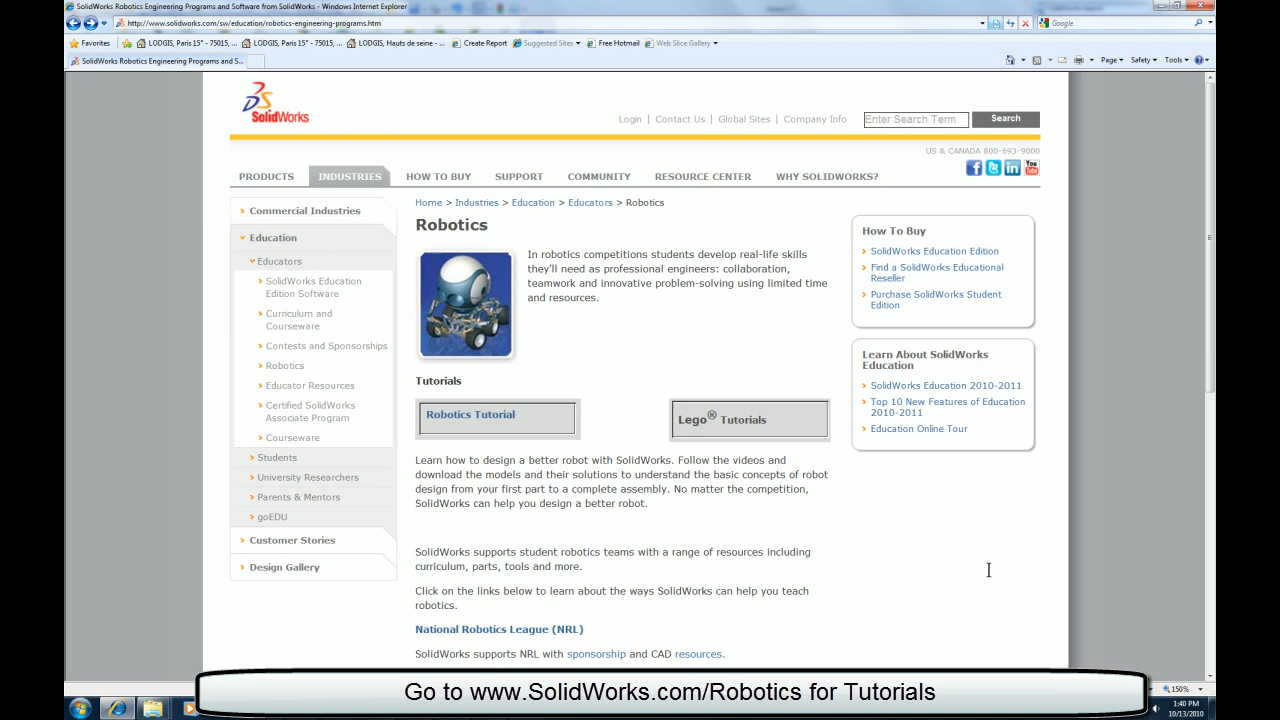 SolidWorks Robotics Engineering Programs and Software from SolidWorks - Windows Internet Explorer
http://www.solidworks.com/sw/education/robotics-engineering-programs.htm
Google
Favorites
LODGIS, Paris 15° - 75015, ...
LODGIS, Paris 15° - 75015, ...
LODGIS, Hauts de seine - ...
Create Report
Suggested Sites
Free Hotmail
Web Slice Gallery
SolidWorks Robotics Engineering Programs and S...
Page
Safety
Tools
SolidWorks
Login | Contact Us | Global Sites | Company Info
Enter Search Term
Search
US & CANADA 800-693-9000
PRODUCTS
INDUSTRIES
HOW TO BUY
SUPPORT
COMMUNITY
RESOURCE CENTER
WHY SOLIDWORKS?
You
Tube
Commercial Industries
Education
Educators
SolidWorks Education
Edition Software
Curriculum and
Courseware
Contests and Sponsorships
Robotics
Educator Resources
Certified SolidWorks
Associate Program
Courseware
Students
University Researchers
Parents & Mentors
goEDU
Customer Stories
Design Gallery
Home > Industries > Education > Educators > Robotics
Robotics
In robotics competitions students develop real-life skills
they'll need as professional engineers: collaboration,
teamwork and innovative problem-solving using limited time
and resources.
Tutorials
Robotics Tutorial
Lego® Tutorials
Learn how to design a better robot with SolidWorks. Follow the videos and
download the models and their solutions to understand the basic concepts of robot
design from your first part to a complete assembly. No matter the competition,
SolidWorks can help you design a better robot.
SolidWorks supports student robotics teams with a range of resources including
curriculum, parts, tools and more.
Click on the links below to learn about the ways SolidWorks can help you teach
robotics.
National Robotics League (NRL)
SolidWorks supports NRL with sponsorship and CAD resources.
How To Buy
SolidWorks Education Edition
Find a SolidWorks Educational
Reseller
Purchase SolidWorks Student
Edition
Learn About SolidWorks
Education
SolidWorks Education 2010-2011
Top 10 New Features of Education
2010-2011
Education Online Tour
Go to www.SolidWorks.com/Robotics for Tutorials
150%
1:40 PM
10/13/2010